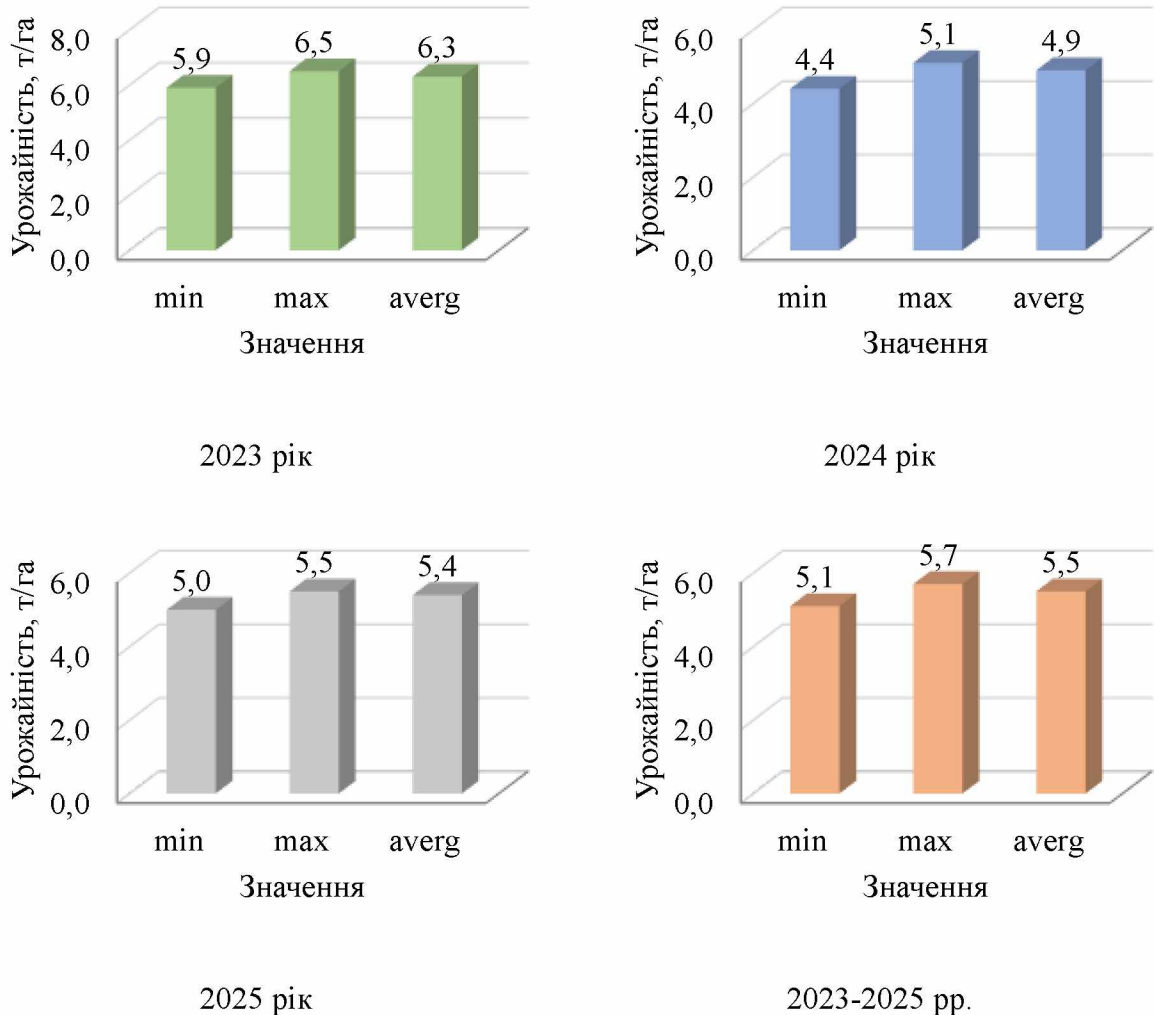 Урожайність, т/га
8,0
6,0
4,0
2,0
0,0
5,9
6,5
6,3
min max averg
Значення
2023 рік
Урожайність, т/га
6,0
4,0
2,0
0,0
4,4
5,1
4,9
min max averg
Значення
2024 рік
Урожайність, т/га
6,0
4,0
2,0
0,0
5,0
5,5
5,4
min max averg
Значення
2025 рік
Урожайність, т/га
6,0
4,0
2,0
0,0
5,1
5,7
5,5
min max averg
Значення
2023-2025 рр.